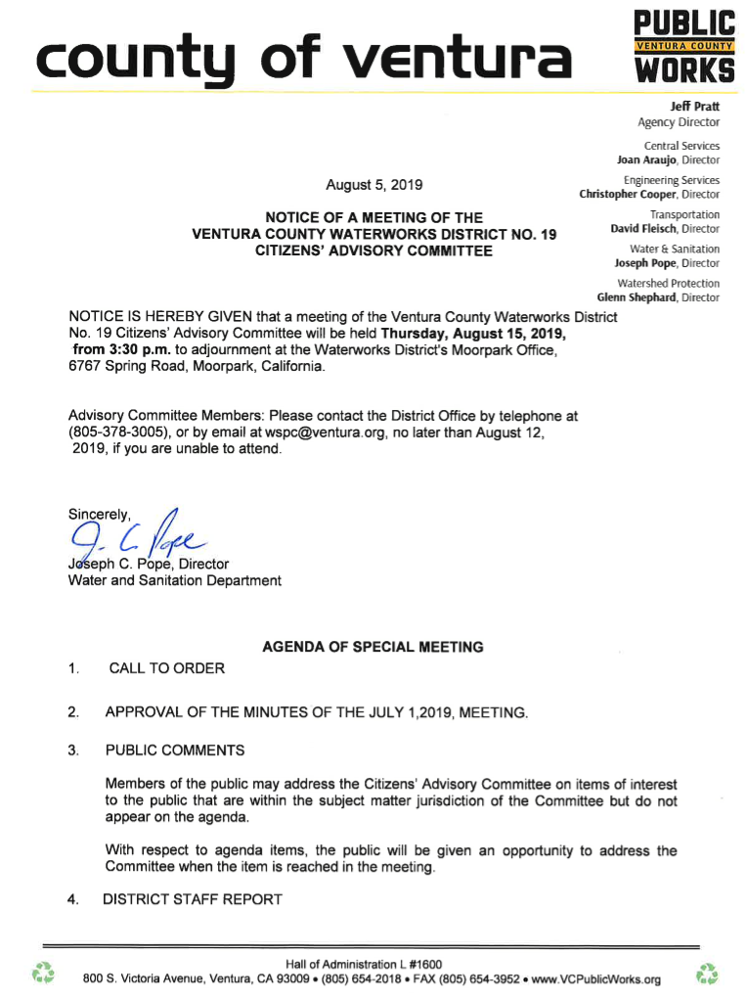 county of ventura
PUBLIC
VENTURA COUNTY
WORKS
Jeff Pratt
Agency Director
Central Services
Joan Araujo, Director
Engineering Services
Christopher Cooper, Director
Transportation
David Fleisch, Director
Water & Sanitation
Joseph Pope, Director
Watershed Protection
Glenn Shephard, Director
August 5, 2019
NOTICE OF A MEETING OF THE
VENTURA COUNTY WATERWORKS DISTRICT NO. 19
CITIZENS' ADVISORY COMMITTEE
NOTICE IS HEREBY GIVEN that a meeting of the Ventura County Waterworks District
No. 19 Citizens' Advisory Committee will be held Thursday, August 15, 2019,
from 3:30 p.m. to adjournment at the Waterworks District's Moorpark Office,
6767 Spring Road, Moorpark, California.
Advisory Committee Members: Please contact the District Office by telephone at
(805-378-3005), or by email at wspc@ventura.org, no later than August 12,
2019, if you are unable to attend.
Sincerely,
J. C. Pope
Joseph C. Pope, Director
Water and Sanitation Department
AGENDA OF SPECIAL MEETING
1. CALL TO ORDER
2. APPROVAL OF THE MINUTES OF THE JULY 1,2019, MEETING.
3. PUBLIC COMMENTS
Members of the public may address the Citizens' Advisory Committee on items of interest
to the public that are within the subject matter jurisdiction of the Committee but do not
appear on the agenda.
With respect to agenda items, the public will be given an opportunity to address the
Committee when the item is reached in the meeting.
4. DISTRICT STAFF REPORT
Hall of Administration L #1600
800 S. Victoria Avenue, Ventura, CA 93009 • (805) 654-2018 • FAX (805) 654-3952 • www.VCPublicWorks.org